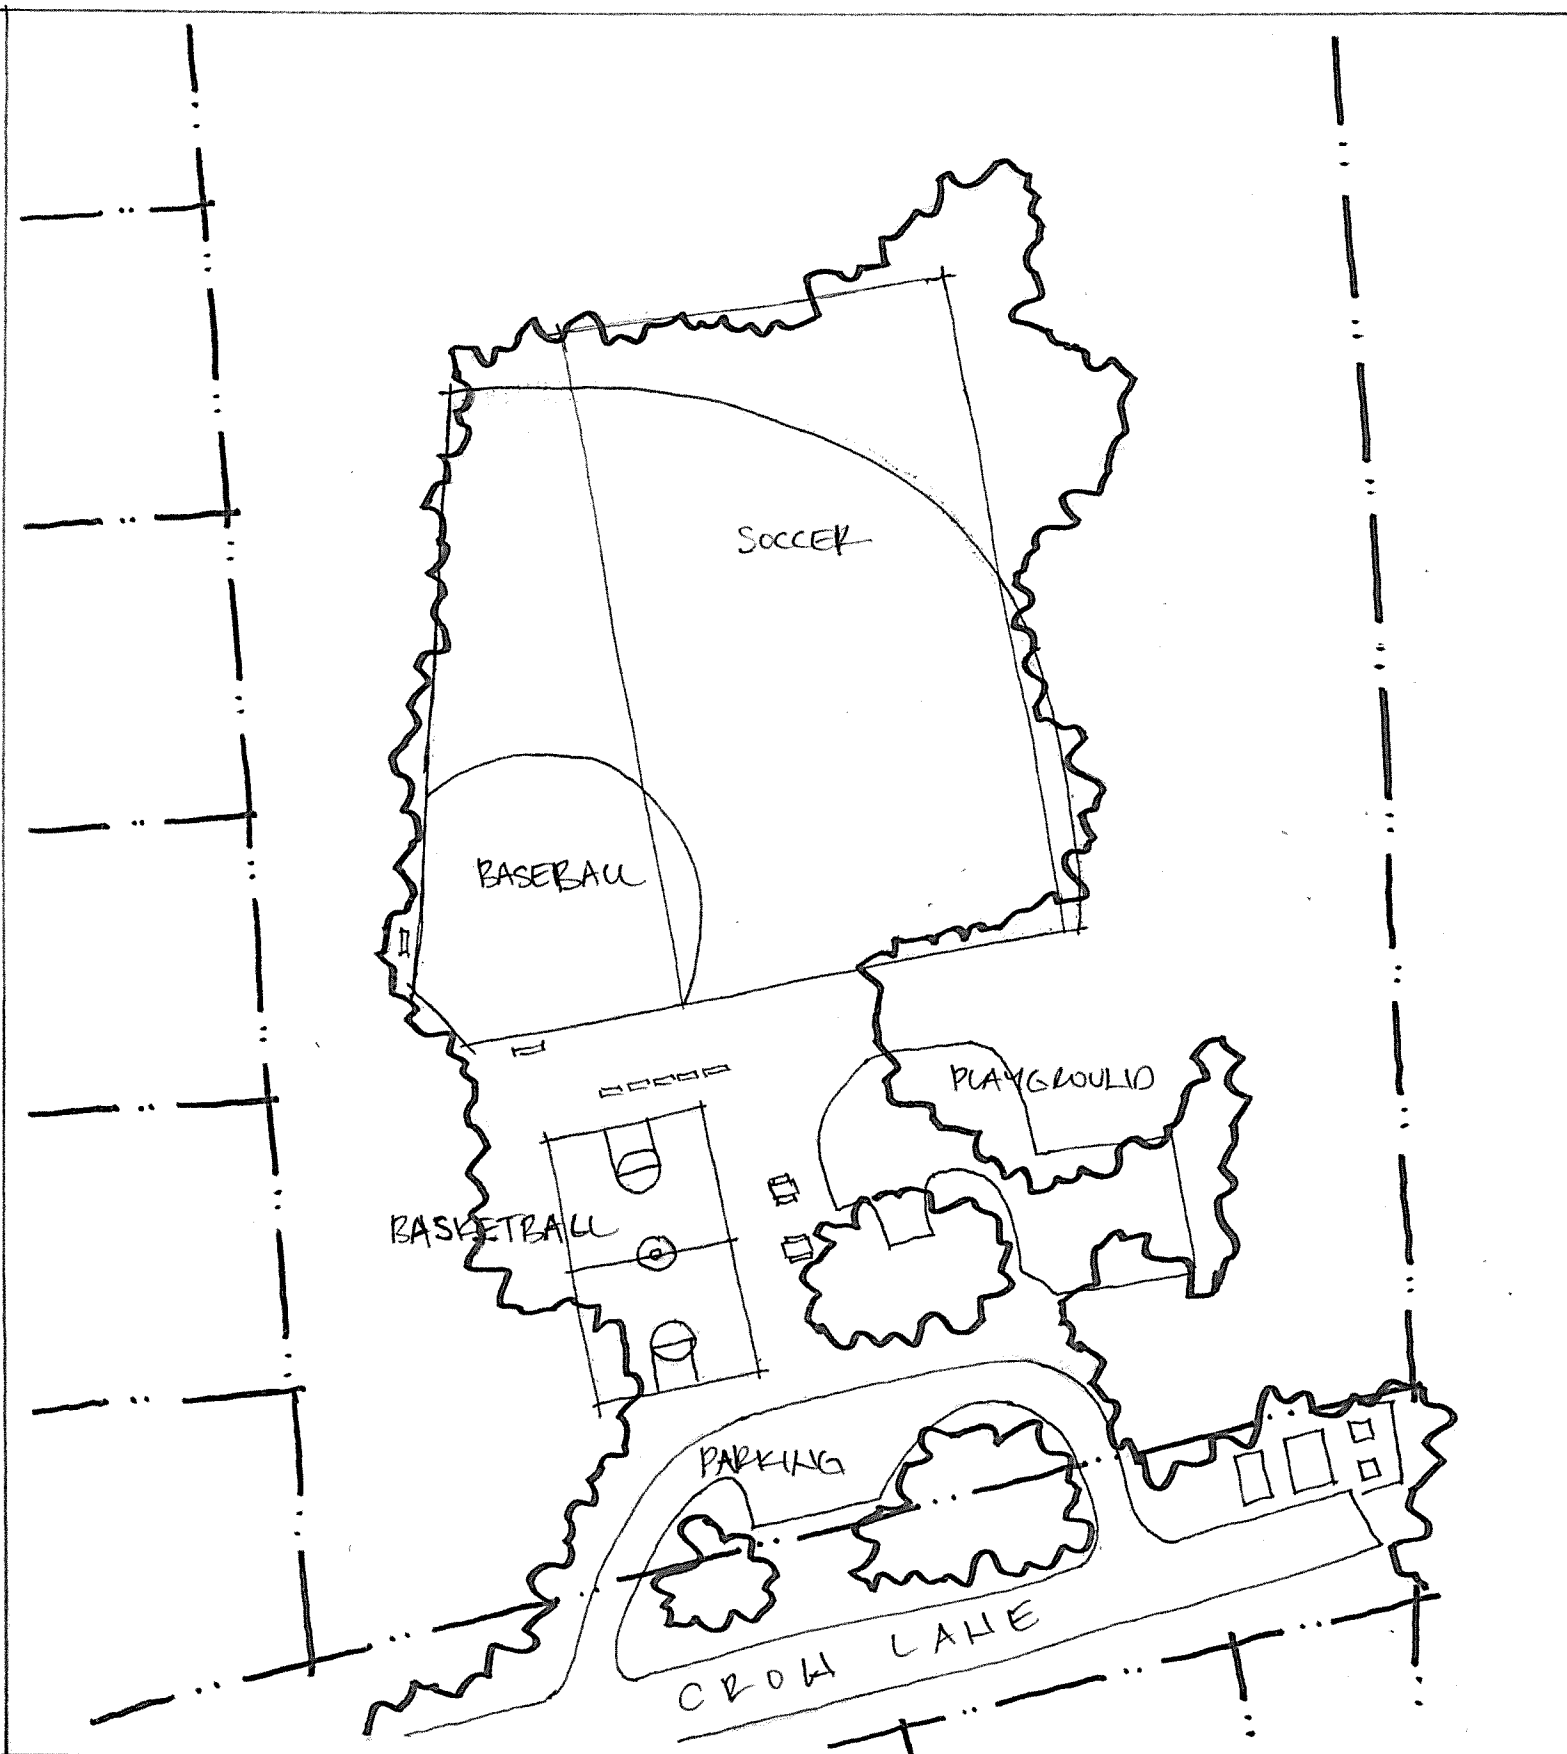 SOCCER
BASEBALL
PLAYGROUND
BASKETBALL
PARKING
CROW LANE